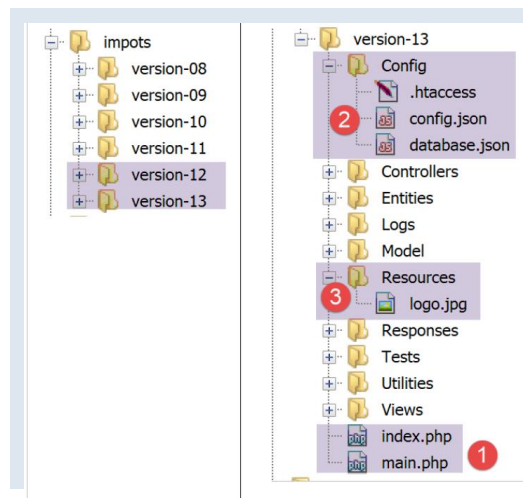 impots
version-08
version-09
version-10
version-11
version-12
version-13
version-13
Config
.htaccess
2
config.json
database.json
Controllers
Entities
Logs
Model
Resources
3
logo.jpg
Responses
Tests
Utilities
Views
index.php
main.php
1